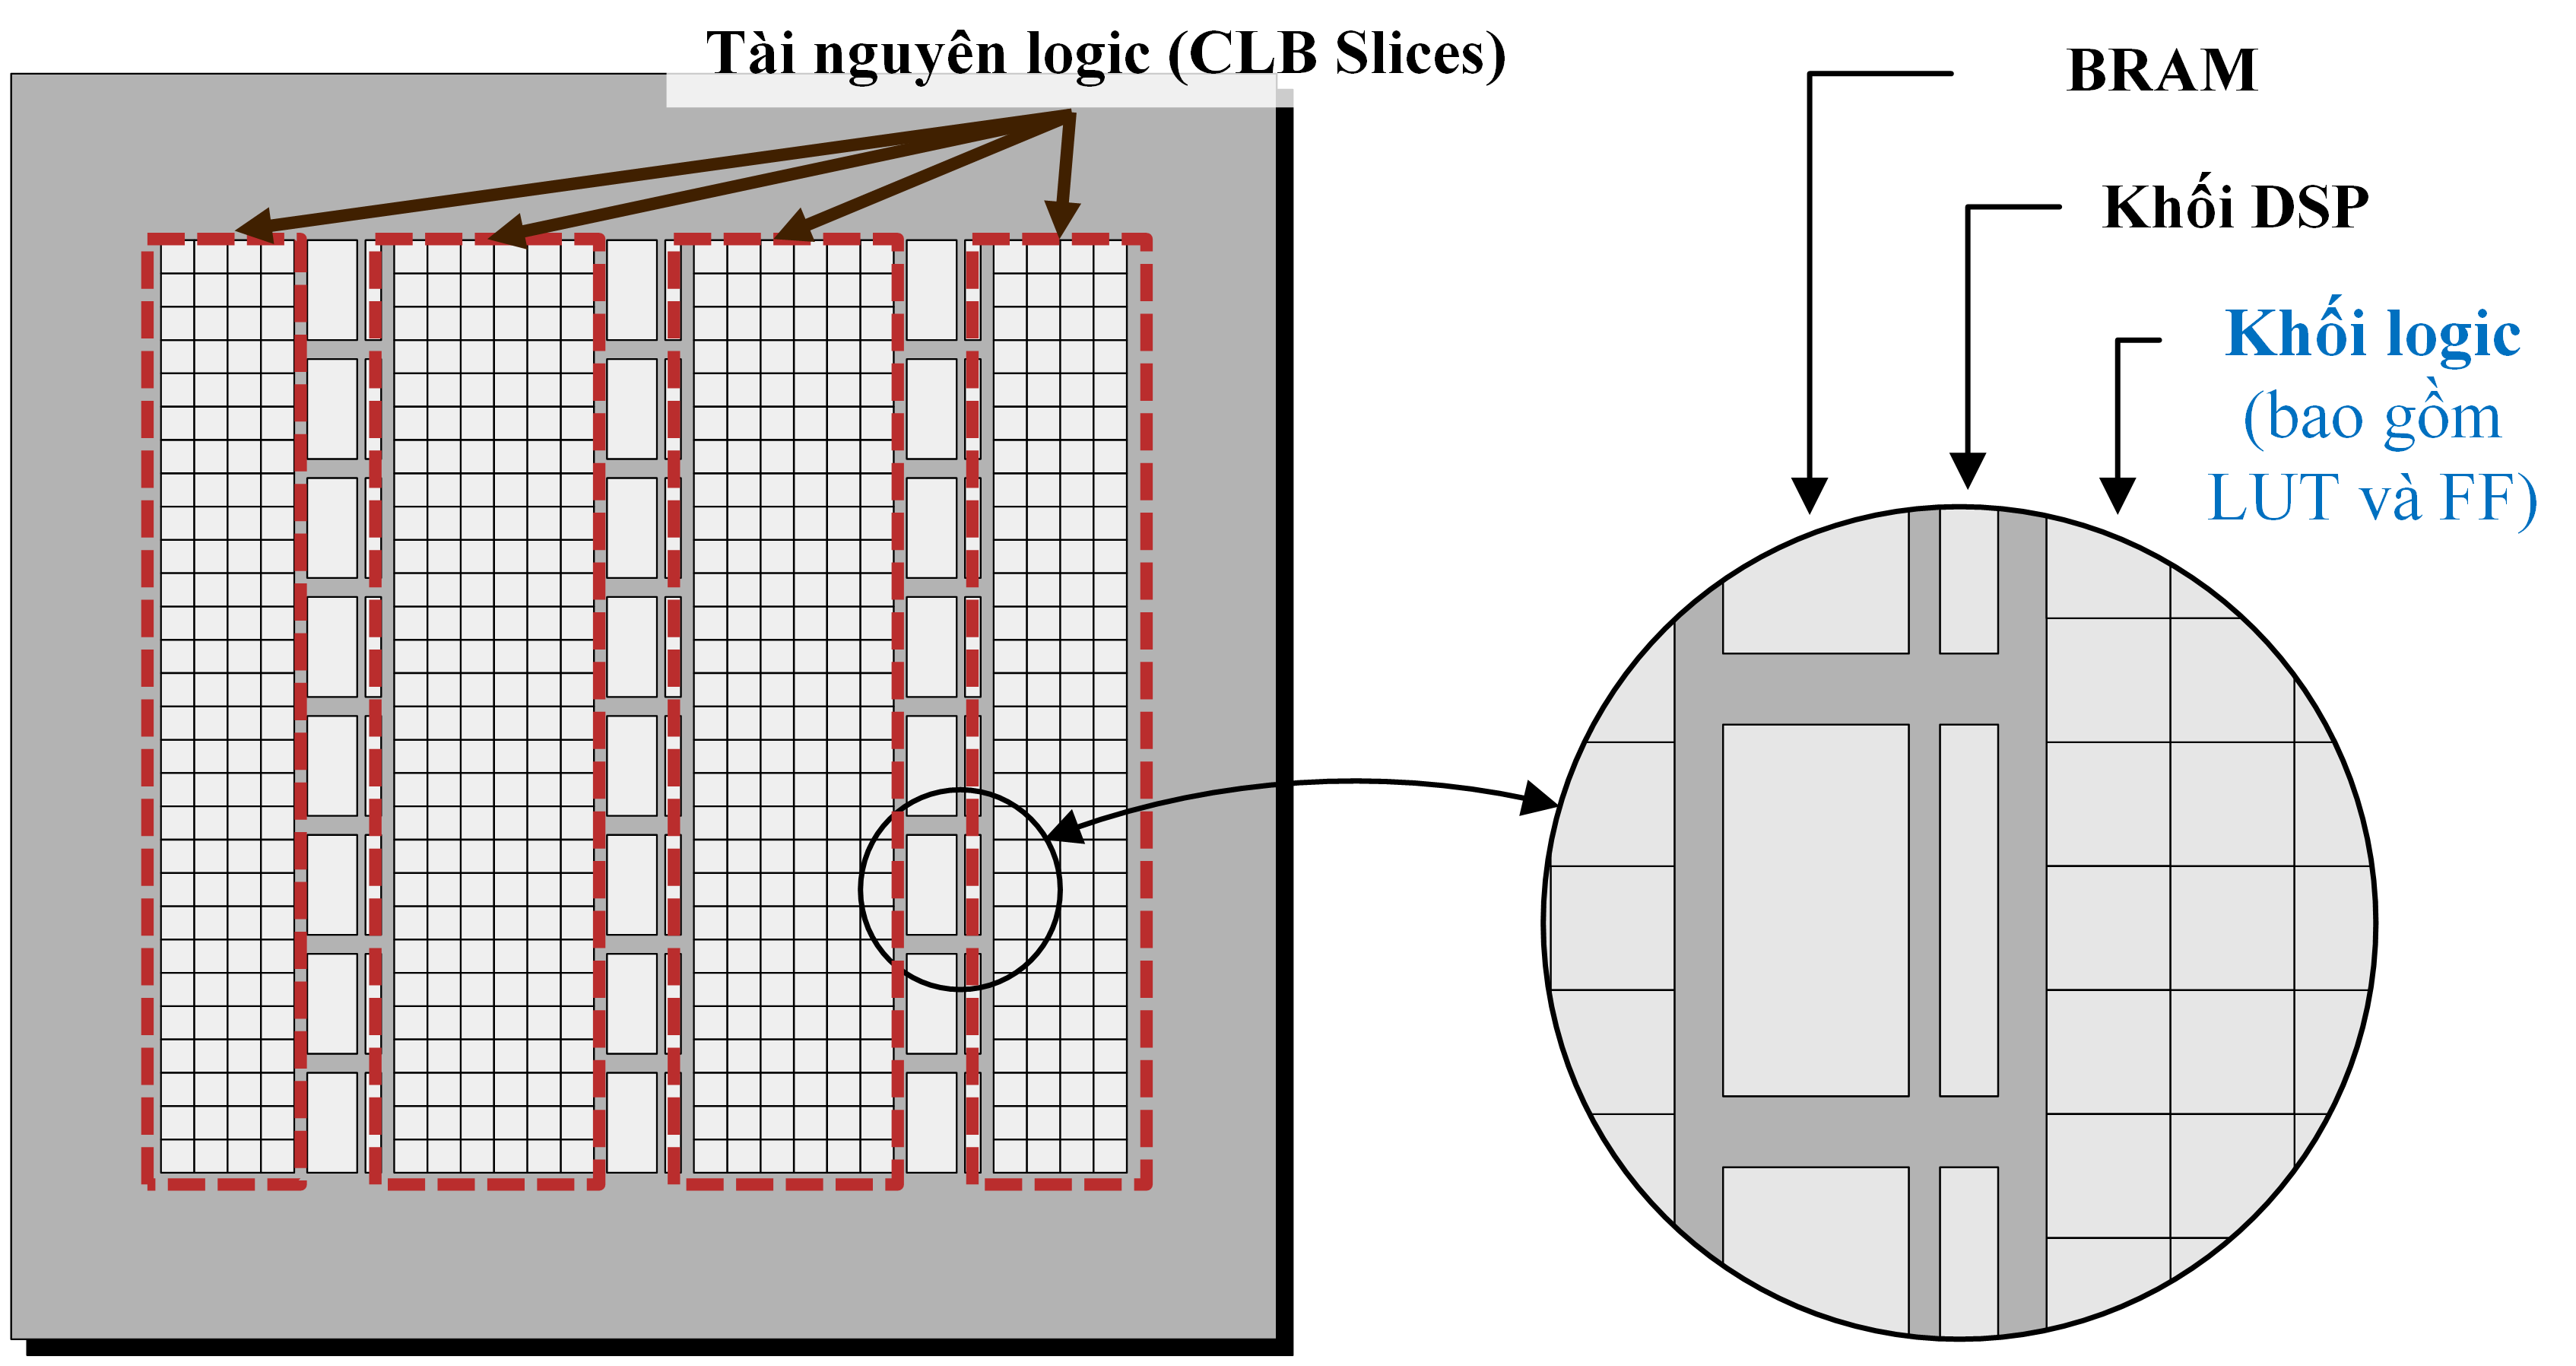 Tài nguyên logic (CLB Slices)
BRAM
Khối DSP
Khối logic
(bao gồm
LUT và FF)